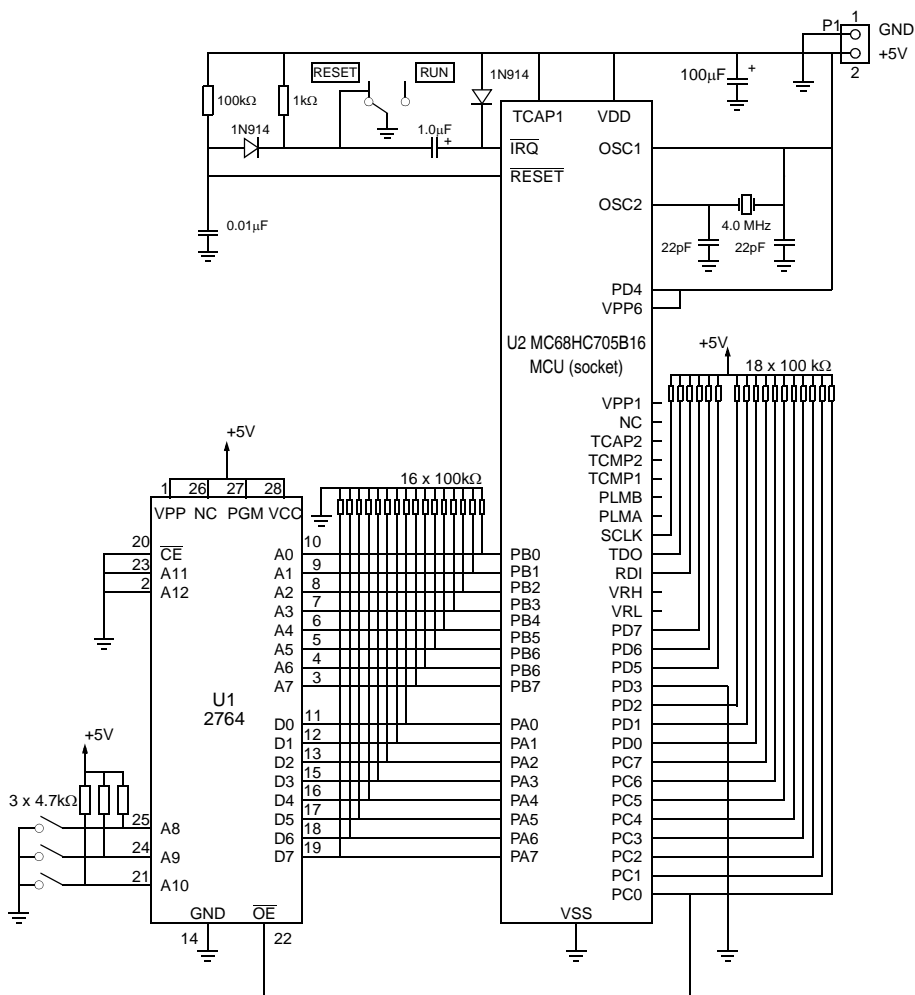 P1
1
GND
+5V
2
RESET
RUN
1N914
100µF
+
100kΩ
1kΩ
1N914
1.0µF
+
TCAP1
VDD
IRQ
OSC1
RESET
OSC2
0.01µF
4.0 MHz
22pF
22pF
PD4
VPP6
U2 MC68HC705B16
MCU (socket)
+5V
18 x 100 kΩ
VPP1
NC
TCAP2
TCMP2
TCMP1
PLMB
PLMA
SCLK
TDO
RDI
VRH
VRL
PD7
PD6
PD5
PD3
PD2
PD1
PD0
PC7
PC6
PC5
PC4
PC3
PC2
PC1
PC0
+5V
16 x 100kΩ
1
26
27
28
VPP
NC
PGM
VCC
20
CE
23
A11
2
A12
A0
10
A1
9
A2
8
A3
7
A4
6
A5
5
A6
4
A7
3
U1
2764
D0
11
D1
12
D2
13
D3
15
D4
16
D5
17
D6
18
D7
19
PB0
PB1
PB2
PB3
PB4
PB5
PB6
PB6
PB7
PA0
PA1
PA2
PA3
PA4
PA5
PA6
PA7
+5V
3 x 4.7kΩ
25
A8
24
A9
21
A10
GND
OE
14
22
VSS